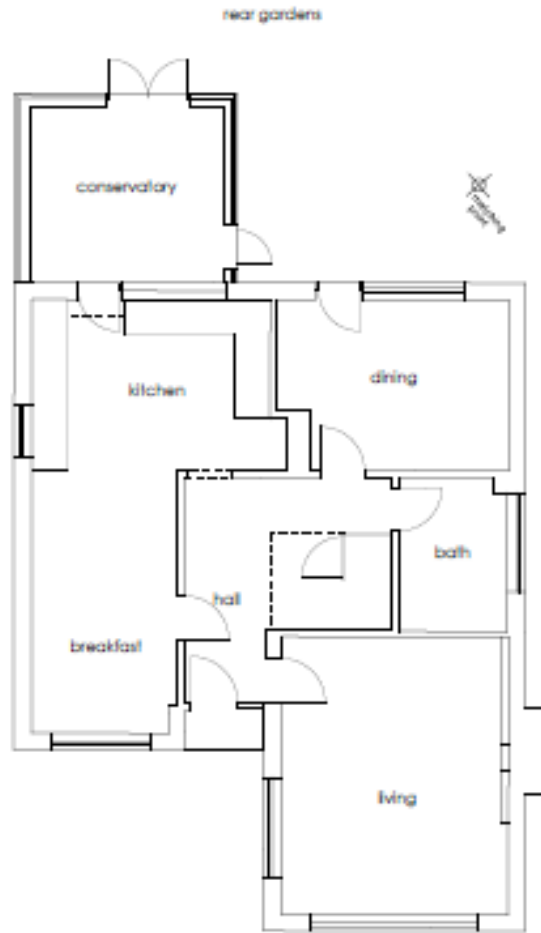 rear gardens
conservatory
kitchen
dining
bath
hall
breakfast
living